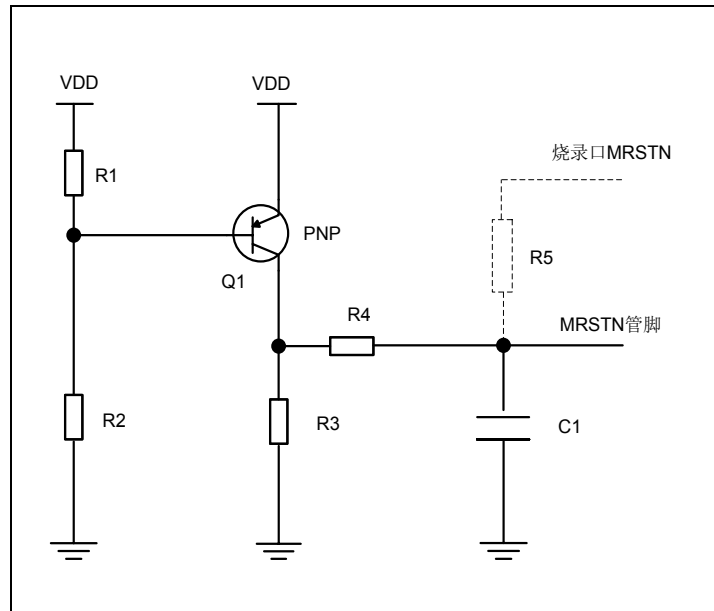 VDD
VDD
烧录口MRSTN
R1
PNP
R5
Q1
R4
MRSTN管脚
R2
R3
C1